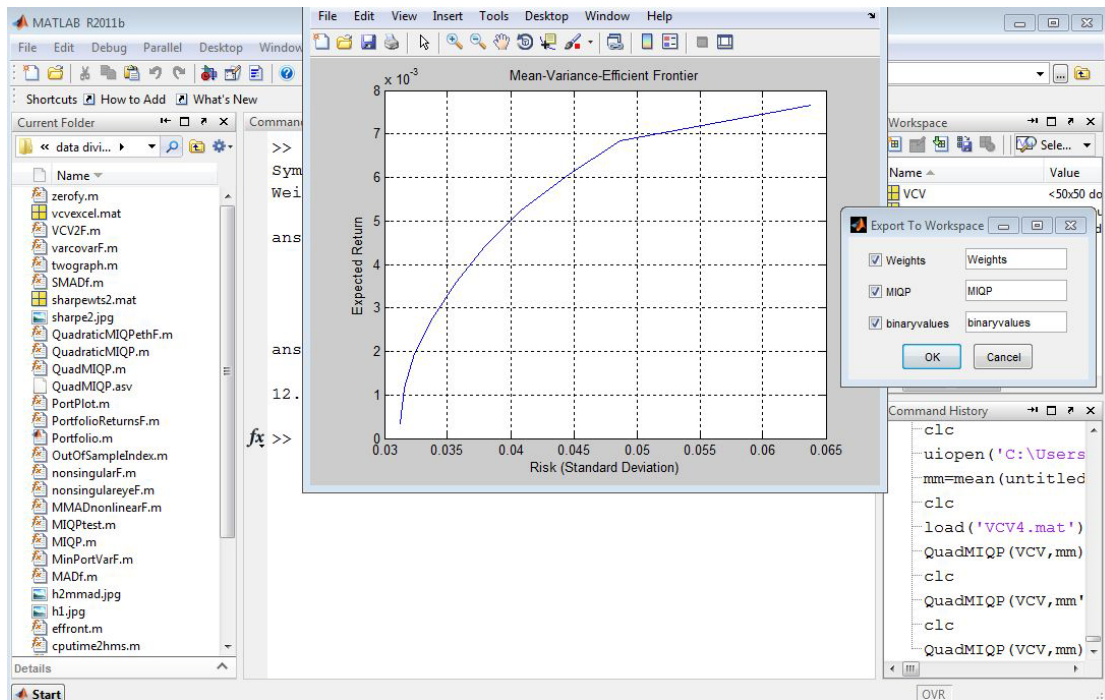 MATLAB R2011b
File Edit Debug Parallel Desktop Window
Shortcuts How to Add What's New
Current Folder
« data divi...
Name
zerofy.m
vcvexcel.mat
VCV2F.m
varcovarF.m
twograph.m
SMADf.m
sharpewts2.mat
sharpe2.jpg
QuadraticMIQPethF.m
QuadraticMIQP.m
QuadMIQP.m
QuadMIQP.asv
PortPlot.m
PortfolioReturnsF.m
Portfolio.m
OutOfSampleIndex.m
nonsingularF.m
nonsingulareyeF.m
MMADnonlinearF.m
MIQPtest.m
MIQP.m
MinPortVarF.m
MADf.m
h2mmad.jpg
h1.jpg
effront.m
cputime2hms.m
Details
Start
Comman
>>
Sym
Wei
ans
ans
12.
fx >>
File Edit View Insert Tools Desktop Window Help
x 10-3
Mean-Variance-Efficient Frontier
8
7
6
5
4
3
2
1
0
Expected Return
0.03 0.035 0.04 0.045 0.05 0.055 0.06 0.065
Risk (Standard Deviation)
Workspace
Sele...
Name Value
VCV <50x50 do
Export To Workspace
Weights Weights
MIQP MIQP
binaryvalues binaryvalues
OK Cancel
Command History
clc
uiopen('C:\Users
mm=mean(untitled
clc
load('VCV4.mat')
QuadMIQP(VCV,mm)
clc
QuadMIQP(VCV,mm'
clc
QuadMIQP(VCV,mm)
OVR